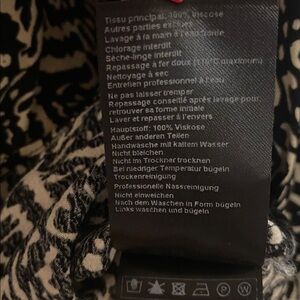 Tissu principal: 100% Viscose
Autres parties exclues
Lavage à la main à l'eau froide
Chlorage interdit
Sèche-linge interdit
Repassage à fer doux (110°C maximum)
Nettoyage à sec
Entretien professionnel à l'eau
Ne pas laisser tremper
Repassage conseillé après lavage pour
retrouver sa forme initiale
Laver et repasser à l'envers
Hauptstoff: 100% Viskose
Außer anderen Teilen
Handwäsche mit kaltem Wasser
Nicht bleichen
Nicht im Trockner trocknen
Bei niedriger Temperatur bügeln
Trockenreinigung
Professionelle Nassreinigung
Nicht einweichen
Nach dem Waschen in Form bügeln
Links waschen und bügeln
P
W